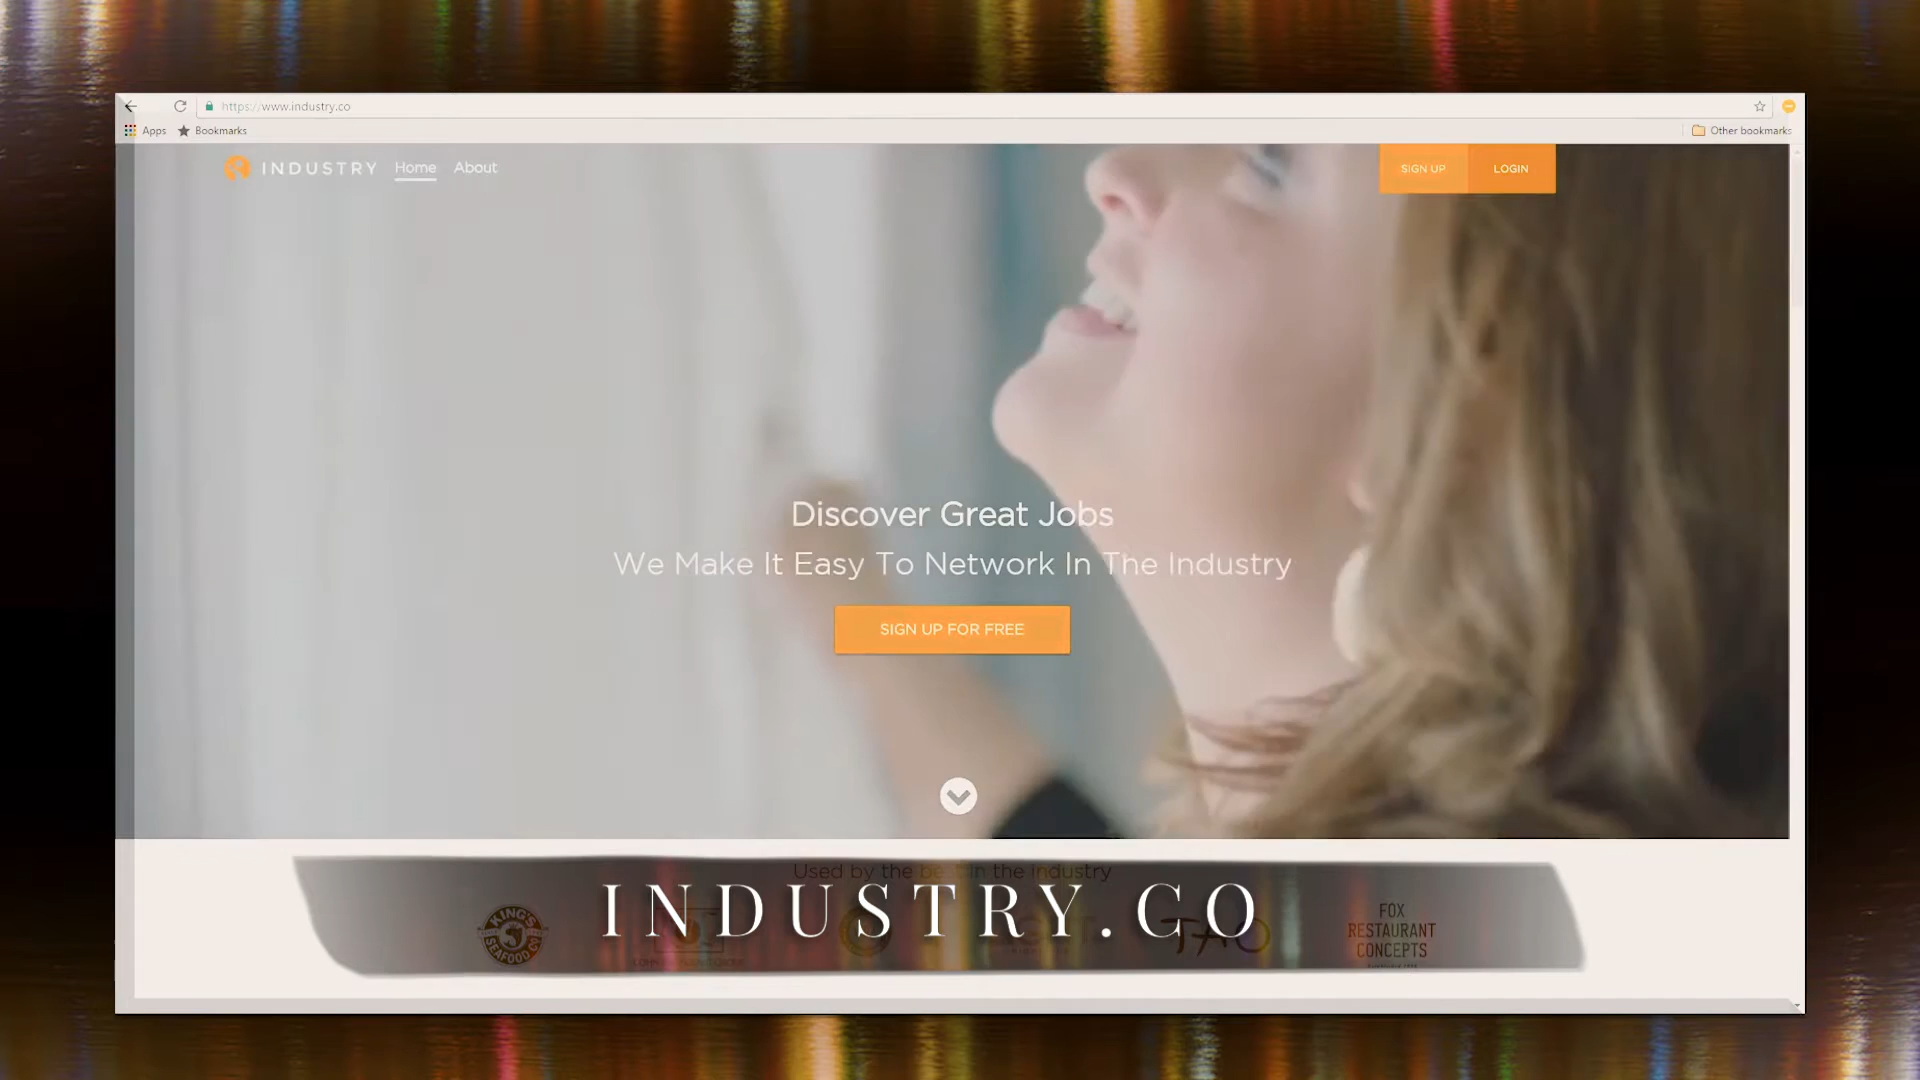 https://www.industry.co
Apps Bookmarks Other bookmarks
INDUSTRY Home About SIGN UP LOGIN
Discover Great Jobs
We Make It Easy To Network In The Industry
SIGN UP FOR FREE
Used by the best in the Industry
INDUSTRY.CO
KING'S
SEAFOOD CO
TAO
FOX
RESTAURANT
CONCEPTS